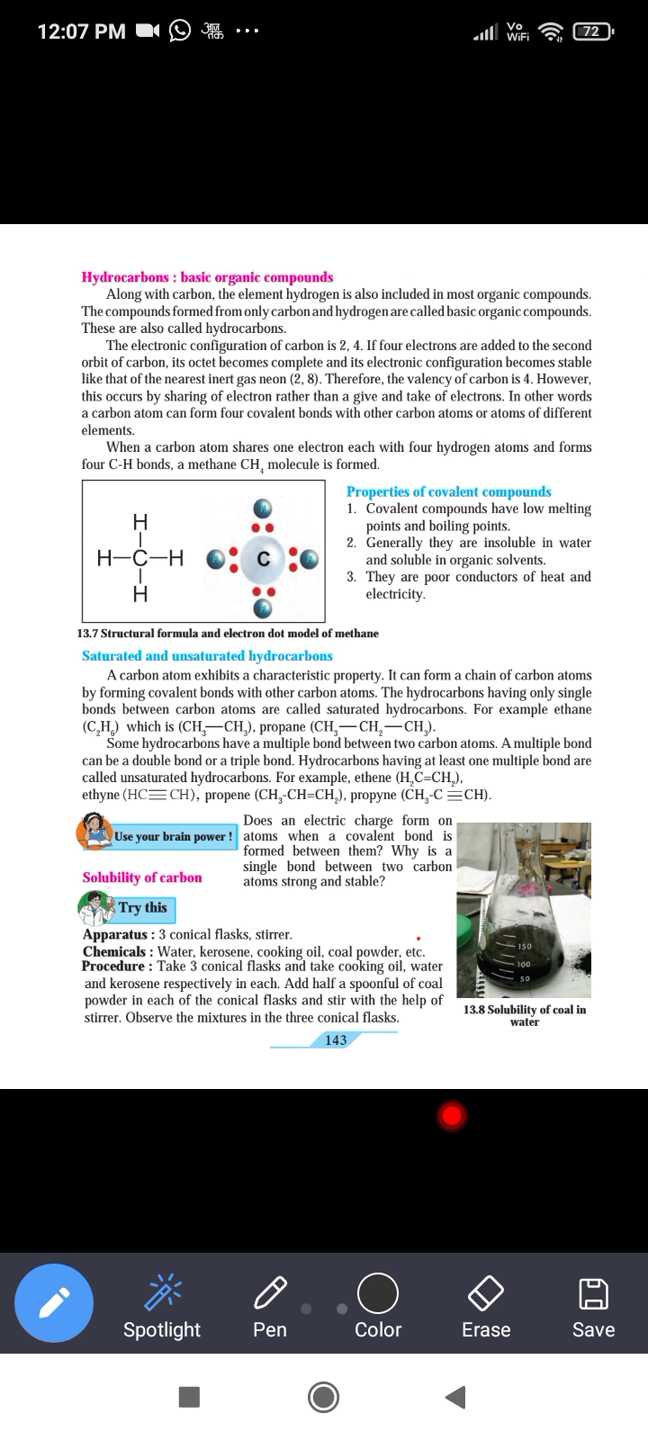 12:07 PM
आज तक
Vo WiFi
72
Hydrocarbons : basic organic compounds
Along with carbon, the element hydrogen is also included in most organic compounds.
The compounds formed from only carbon and hydrogen are called basic organic compounds.
These are also called hydrocarbons.
The electronic configuration of carbon is 2, 4. If four electrons are added to the second
orbit of carbon, its octet becomes complete and its electronic configuration becomes stable
like that of the nearest inert gas neon (2, 8). Therefore, the valency of carbon is 4. However,
this occurs by sharing of electron rather than a give and take of electrons. In other words
a carbon atom can form four covalent bonds with other carbon atoms or atoms of different
elements.
When a carbon atom shares one electron each with four hydrogen atoms and forms
four C-H bonds, a methane CH₄ molecule is formed.
H
H—C—H
H
C
13.7 Structural formula and electron dot model of methane
Properties of covalent compounds
1. Covalent compounds have low melting
points and boiling points.
2. Generally they are insoluble in water
and soluble in organic solvents.
3. They are poor conductors of heat and
electricity.
Saturated and unsaturated hydrocarbons
A carbon atom exhibits a characteristic property. It can form a chain of carbon atoms
by forming covalent bonds with other carbon atoms. The hydrocarbons having only single
bonds between carbon atoms are called saturated hydrocarbons. For example ethane
(C₂H₆) which is (CH₃—CH₃), propane (CH₃—CH₂—CH₃).
Some hydrocarbons have a multiple bond between two carbon atoms. A multiple bond
can be a double bond or a triple bond. Hydrocarbons having at least one multiple bond are
called unsaturated hydrocarbons. For example, ethene (H₂C=CH₂),
ethyne (HC≡CH), propene (CH₃-CH=CH₂), propyne (CH₃-C≡CH).
Use your brain power !
Does an electric charge form on
atoms when a covalent bond is
formed between them? Why is a
single bond between two carbon
atoms strong and stable?
Solubility of carbon
Try this
Apparatus : 3 conical flasks, stirrer.
Chemicals : Water, kerosene, cooking oil, coal powder, etc.
Procedure : Take 3 conical flasks and take cooking oil, water
and kerosene respectively in each. Add half a spoonful of coal
powder in each of the conical flasks and stir with the help of
stirrer. Observe the mixtures in the three conical flasks.
150
100
50
13.8 Solubility of coal in
water
143
Spotlight
Pen
Color
Erase
Save